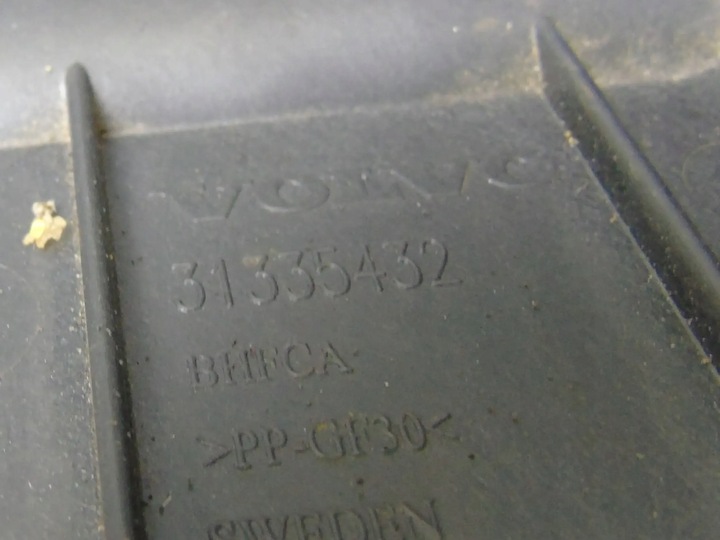 VOLVO
31335432
BHFCA
>PP-GF30<
SWEDEN